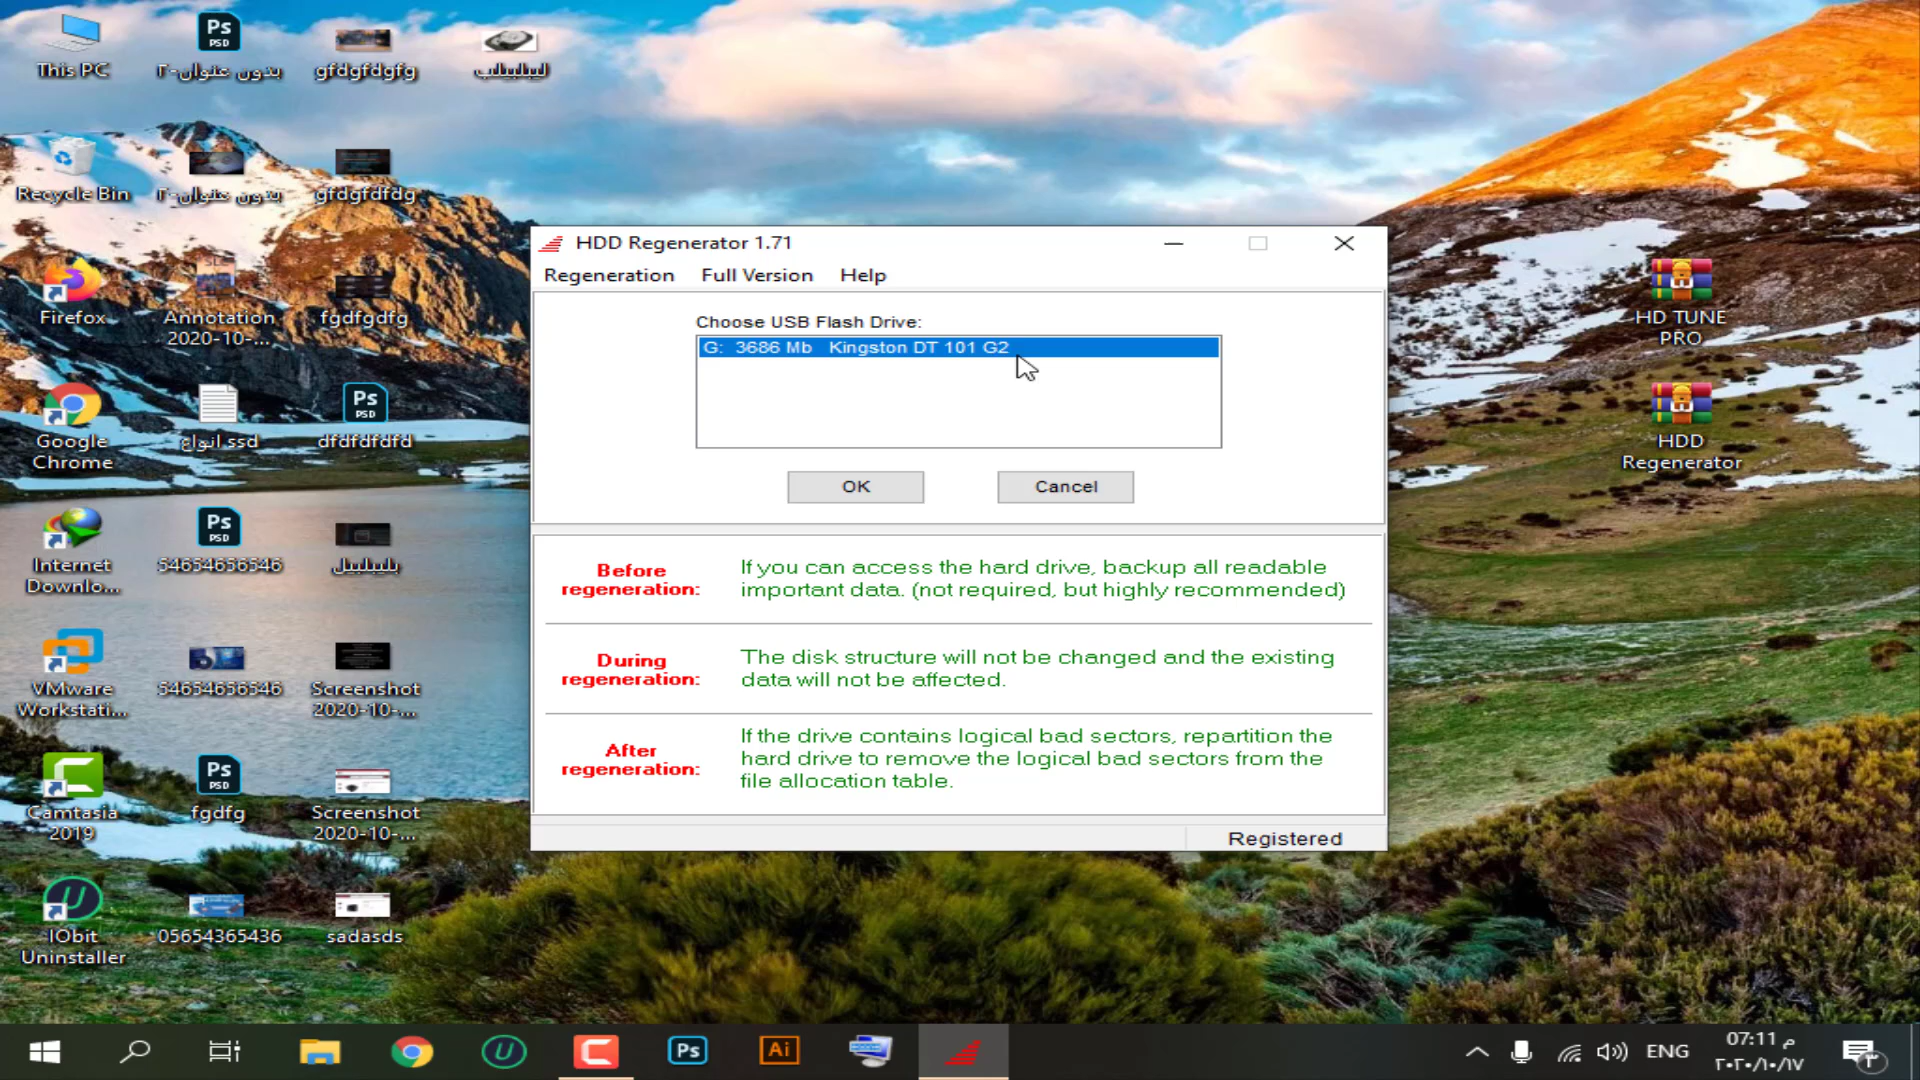 This PC
بدون عنوان-٢٠
gfdgfdgfg
ليبلبيللب
Recycle Bin
بدون عنوان-٢٠
gfdgfdfdg
Firefox
Annotation
2020-10-...
fgdfgdfg
Google
Chrome
انواع ssd
dfdfdfdfd
Internet
Downlo...
54654656546
بليبلبيل
VMware
Workstati...
54654656546
Screenshot
2020-10-...
Camtasia
2019
fgdfg
Screenshot
2020-10-...
IObit
Uninstaller
05654365436
sadasds
HD TUNE
PRO
HDD
Regenerator
HDD Regenerator 1.71
Regeneration Full Version Help
Choose USB Flash Drive:
G: 3686 Mb Kingston DT 101 G2
OK Cancel
Before
regeneration:
If you can access the hard drive, backup all readable
important data. (not required, but highly recommended)
During
regeneration:
The disk structure will not be changed and the existing
data will not be affected.
After
regeneration:
If the drive contains logical bad sectors, repartition the
hard drive to remove the logical bad sectors from the
file allocation table.
Registered
ENG
07:11 م
٢٠٢٠/١٠/١٧